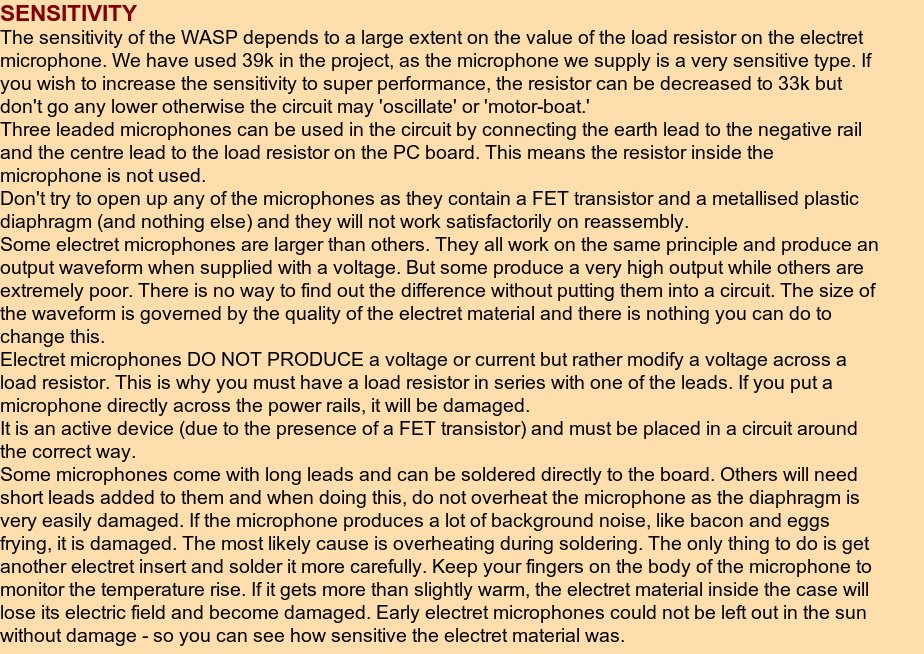 SENSITIVITY
The sensitivity of the WASP depends to a large extent on the value of the load resistor on the electret
microphone. We have used 39k in the project, as the microphone we supply is a very sensitive type. If
you wish to increase the sensitivity to super performance, the resistor can be decreased to 33k but
don't go any lower otherwise the circuit may 'oscillate' or 'motor-boat.'
Three leaded microphones can be used in the circuit by connecting the earth lead to the negative rail
and the centre lead to the load resistor on the PC board. This means the resistor inside the
microphone is not used.
Don't try to open up any of the microphones as they contain a FET transistor and a metallised plastic
diaphragm (and nothing else) and they will not work satisfactorily on reassembly.
Some electret microphones are larger than others. They all work on the same principle and produce an
output waveform when supplied with a voltage. But some produce a very high output while others are
extremely poor. There is no way to find out the difference without putting them into a circuit. The size of
the waveform is governed by the quality of the electret material and there is nothing you can do to
change this.
Electret microphones DO NOT PRODUCE a voltage or current but rather modify a voltage across a
load resistor. This is why you must have a load resistor in series with one of the leads. If you put a
microphone directly across the power rails, it will be damaged.
It is an active device (due to the presence of a FET transistor) and must be placed in a circuit around
the correct way.
Some microphones come with long leads and can be soldered directly to the board. Others will need
short leads added to them and when doing this, do not overheat the microphone as the diaphragm is
very easily damaged. If the microphone produces a lot of background noise, like bacon and eggs
frying, it is damaged. The most likely cause is overheating during soldering. The only thing to do is get
another electret insert and solder it more carefully. Keep your fingers on the body of the microphone to
monitor the temperature rise. If it gets more than slightly warm, the electret material inside the case will
lose its electric field and become damaged. Early electret microphones could not be left out in the sun
without damage - so you can see how sensitive the electret material was.